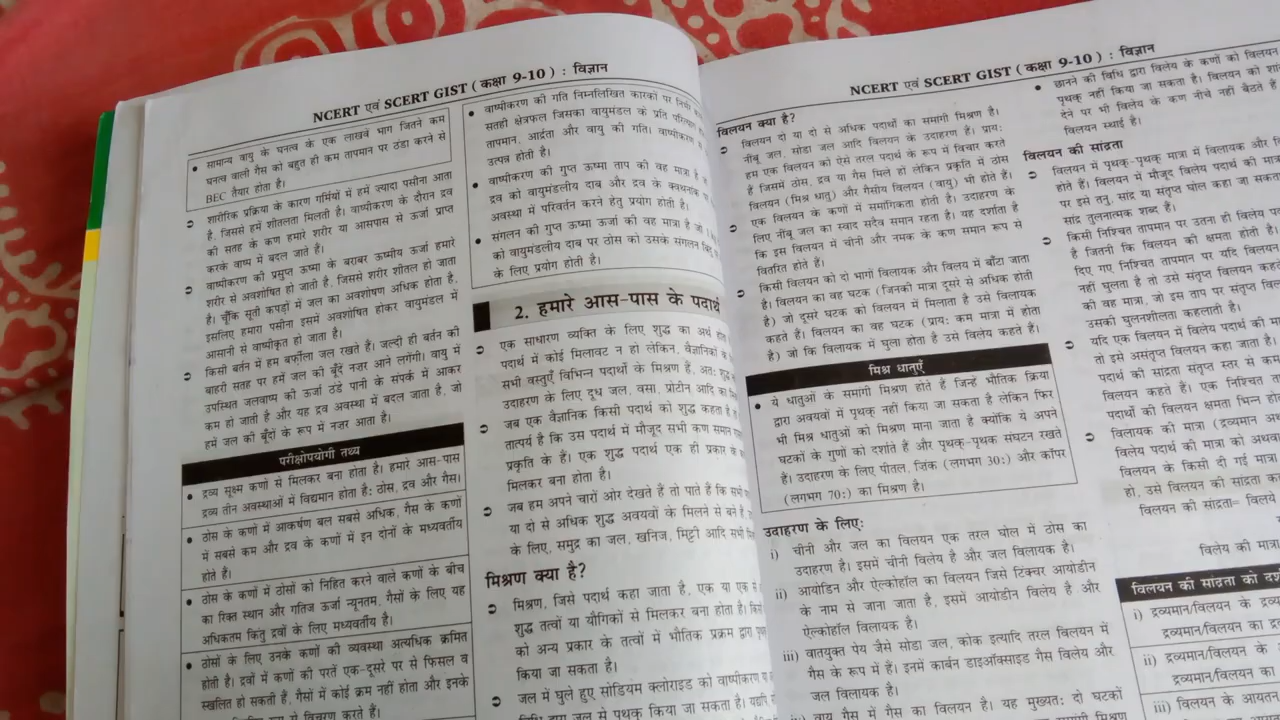 NCERT एवं SCERT GIST ( कक्षा 9-10 ) : विज्ञान
• सामान्य वायु के घनत्व के एक लाखवें भाग जितने कम
घनत्व वाली गैस को बहुत ही कम तापमान पर ठंडा करने से
BEC तैयार होता है।
➲ शारीरिक प्रक्रिया के कारण गर्मियों में हमें ज्यादा पसीना आता
है, जिससे हमें शीतलता मिलती है। वाष्पीकरण के दौरान द्रव
की सतह के कण हमारे शरीर या आसपास से ऊर्जा प्राप्त
करके वाष्प में बदल जाते हैं।
➲ वाष्पीकरण की प्रसुप्त ऊष्मा के बराबर ऊष्मीय ऊर्जा हमारे
शरीर से अवशोषित हो जाती है, जिससे शरीर शीतल हो जाता
है। चूँकि सूती कपड़ों में जल का अवशोषण अधिक होता है,
इसलिए हमारा पसीना इसमें अवशोषित होकर वायुमंडल में
आसानी से वाष्पीकृत हो जाता है।
➲ किसी बर्तन में हम बर्फीला जल रखते हैं। जल्दी ही बर्तन की
बाहरी सतह पर हमें जल की बूँदें नज़र आने लगेंगी। वायु में
उपस्थित जलवाष्प की ऊर्जा ठंडे पानी के संपर्क में आकर
कम हो जाती है और यह द्रव अवस्था में बदल जाता है, जो
हमें जल की बूँदों के रूप में नज़र आता है।
परीक्षोपयोगी तथ्य
• द्रव्य सूक्ष्म कणों से मिलकर बना होता है। हमारे आस-पास
द्रव्य तीन अवस्थाओं में विद्यमान होता है: ठोस, द्रव और गैस।
• ठोस के कणों में आकर्षण बल सबसे अधिक, गैस के कणों
में सबसे कम और द्रव के कणों में इन दोनों के मध्यवर्तीय
होते हैं।
• ठोस के कणों में ठोसों को निहित करने वाले कणों के बीच
का रिक्त स्थान और गतिज ऊर्जा न्यूनतम, गैसों के लिए यह
अधिकतम किंतु द्रवों के लिए मध्यवर्तीय है।
• ठोसों के लिए उनके कणों की व्यवस्था अत्यधिक क्रमित
होती है। द्रवों में कणों की परतें एक-दूसरे पर से फिसल व
स्खलित हो सकती हैं, गैसों में कोई क्रम नहीं होता और इनके
विचरण करते हैं।
• वाष्पीकरण की गति निम्नलिखित कारकों पर
सतही क्षेत्रफल जिसका वायुमंडल के प्रति
तापमान, आर्द्रता और वायु की गति। वाष्पीकरण
उत्पन्न होती है।
• वाष्पीकरण की गुप्त ऊष्मा ताप की वह मात्रा है जो
द्रव को वायुमंडलीय दाब और द्रव के क्वथनांक
अवस्था में परिवर्तन करने हेतु प्रयोग होती है।
• संगलन की गुप्त ऊष्मा ऊर्जा की वह मात्रा है जो
को वायुमंडलीय दाब पर ठोस को उसके संगलन
के लिए प्रयोग होती है।
2. हमारे आस-पास के पदार्थ
➲ एक साधारण व्यक्ति के लिए शुद्ध का अर्थ
पदार्थ में कोई मिलावट न हो लेकिन, वैज्ञानिकों के
सभी वस्तुएँ विभिन्न पदार्थों के मिश्रण हैं, अतः
उदाहरण के लिए दूध जल, वसा, प्रोटीन आदि का
➲ जब एक वैज्ञानिक किसी पदार्थ को शुद्ध कहता है
तात्पर्य है कि उस पदार्थ में मौजूद सभी कण समान
प्रकृति के हैं। एक शुद्ध पदार्थ एक ही प्रकार के
मिलकर बना होता है।
➲ जब हम अपने चारों ओर देखते हैं तो पाते हैं कि सभी
या दो से अधिक शुद्ध अवयवों के मिलने से बने हैं,
के लिए, समुद्र का जल, खनिज, मिट्टी आदि सभी
मिश्रण क्या है?
➲ मिश्रण, जिसे पदार्थ कहा जाता है, एक या एक से
शुद्ध तत्वों या यौगिकों से मिलकर बना होता है।
को अन्य प्रकार के तत्वों में भौतिक प्रक्रम द्वारा
किया जा सकता है।
➲ जल में घुले हुए सोडियम क्लोराइड को वाष्पीकरण
विधि द्वारा जल से पृथक् किया जा सकता है। यद्यपि,
NCERT एवं SCERT GIST ( कक्षा 9-10 ) : विज्ञान
विलयन क्या है?
➲ विलयन दो या दो से अधिक पदार्थों का समांगी मिश्रण है।
नींबू जल, सोडा जल आदि विलयन के उदाहरण हैं। प्राय:
हम एक विलयन को ऐसे तरल पदार्थ के रूप में विचार करते
हैं जिसमें ठोस, द्रव या गैस मिले हों लेकिन प्रकृति में ठोस
विलयन (मिश्र धातु) और गैसीय विलयन (वायु) भी होते हैं।
➲ एक विलयन के कणों में समांगिकता होती है। उदाहरण के
लिए नींबू जल का स्वाद सदैव समान रहता है। यह दर्शाता है
कि इस विलयन में चीनी और नमक के कण समान रूप से
वितरित होते हैं।
➲ किसी विलयन को दो भागों विलायक और विलेय में बाँटा जाता
है। विलयन का वह घटक (जिनकी मात्रा दूसरे से अधिक होती
है) जो दूसरे घटक को विलयन में मिलाता है उसे विलायक
कहते हैं। विलयन का वह घटक (प्राय: कम मात्रा में होता
है) जो कि विलायक में घुला होता है उसे विलेय कहते हैं।
मिश्र धातुएँ
• ये धातुओं के समांगी मिश्रण होते हैं जिन्हें भौतिक क्रिया
द्वारा अवयवों में पृथक् नहीं किया जा सकता है लेकिन फिर
भी मिश्र धातुओं को मिश्रण माना जाता है क्योंकि ये अपने
घटकों के गुणों को दर्शाते हैं और पृथक्-पृथक् संघटन रखते
हैं। उदाहरण के लिए पीतल, जिंक (लगभग 30:) और कॉपर
(लगभग 70:) का मिश्रण है।
उदाहरण के लिए:
i) चीनी और जल का विलयन एक तरल घोल में ठोस का
उदाहरण है। इसमें चीनी विलेय है और जल विलायक है।
ii) आयोडिन और ऐल्कोहॉल का विलयन जिसे टिंक्चर आयोडीन
के नाम से जाना जाता है, इसमें आयोडीन विलेय है और
ऐल्कोहॉल विलायक है।
iii) वातयुक्त पेय जैसे सोडा जल, कोक इत्यादि तरल विलयन में
गैस के रूप में हैं। इनमें कार्बन डाइऑक्साइड गैस विलेय और
जल विलायक है।
iv) वायु गैस में गैस का विलयन है। यह मुख्यत: दो घटकों
• छानने की विधि द्वारा विलेय के कणों को विलयन
पृथक् नहीं किया जा सकता है। विलयन को
देने पर भी विलेय के कण नीचे नहीं बैठते हैं
विलयन स्थाई है।
विलयन की सांद्रता
➲ विलयन में पृथक्-पृथक् मात्रा में विलायक और
होते हैं। विलयन में मौजूद विलेय पदार्थ की
पर इसे तनु, सांद्र या संतृप्त घोल कहा जा
सांद्र तुलनात्मक शब्द हैं।
➲ किसी निश्चित तापमान पर उतना ही विलेय
है जितनी कि विलयन की क्षमता होती है।
दिए गए निश्चित तापमान पर यदि विलयन
नहीं घुलता है तो उसे संतृप्त विलयन
की वह मात्रा, जो इस ताप पर संतृप्त
उसकी घुलनशीलता कहलाती है।
➲ यदि एक विलयन में विलेय पदार्थ की
तो इसे असंतृप्त विलयन कहा जाता है।
पदार्थ की सांद्रता संतृप्त स्तर से कम
विलयन कहते हैं। एक निश्चित
पदार्थों की विलयन क्षमता भिन्न
➲ विलायक की मात्रा (द्रव्यमान
विलेय पदार्थ की मात्रा को अथवा
विलयन के किसी दी गई मात्रा
हो, उसे विलयन की सांद्रता
विलयन की सांद्रता=
विलेय की मात्रा
विलयन की सांद्रता को
i) द्रव्यमान/विलयन के
द्रव्यमान/विलयन का
ii) द्रव्यमान/विलयन के
द्रव्यमान/विलयन का
iii) विलयन के आयतन